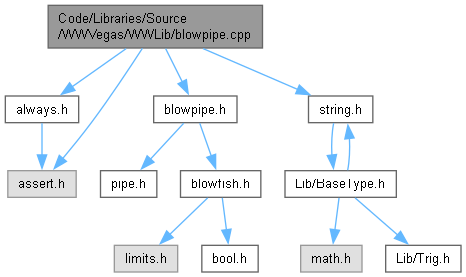 Code/Libraries/Source
/WWVegas/WWLib/blowpipe.cpp
always.h
blowpipe.h
string.h
assert.h
pipe.h
blowfish.h
Lib/BaseType.h
limits.h
bool.h
math.h
Lib/Trig.h